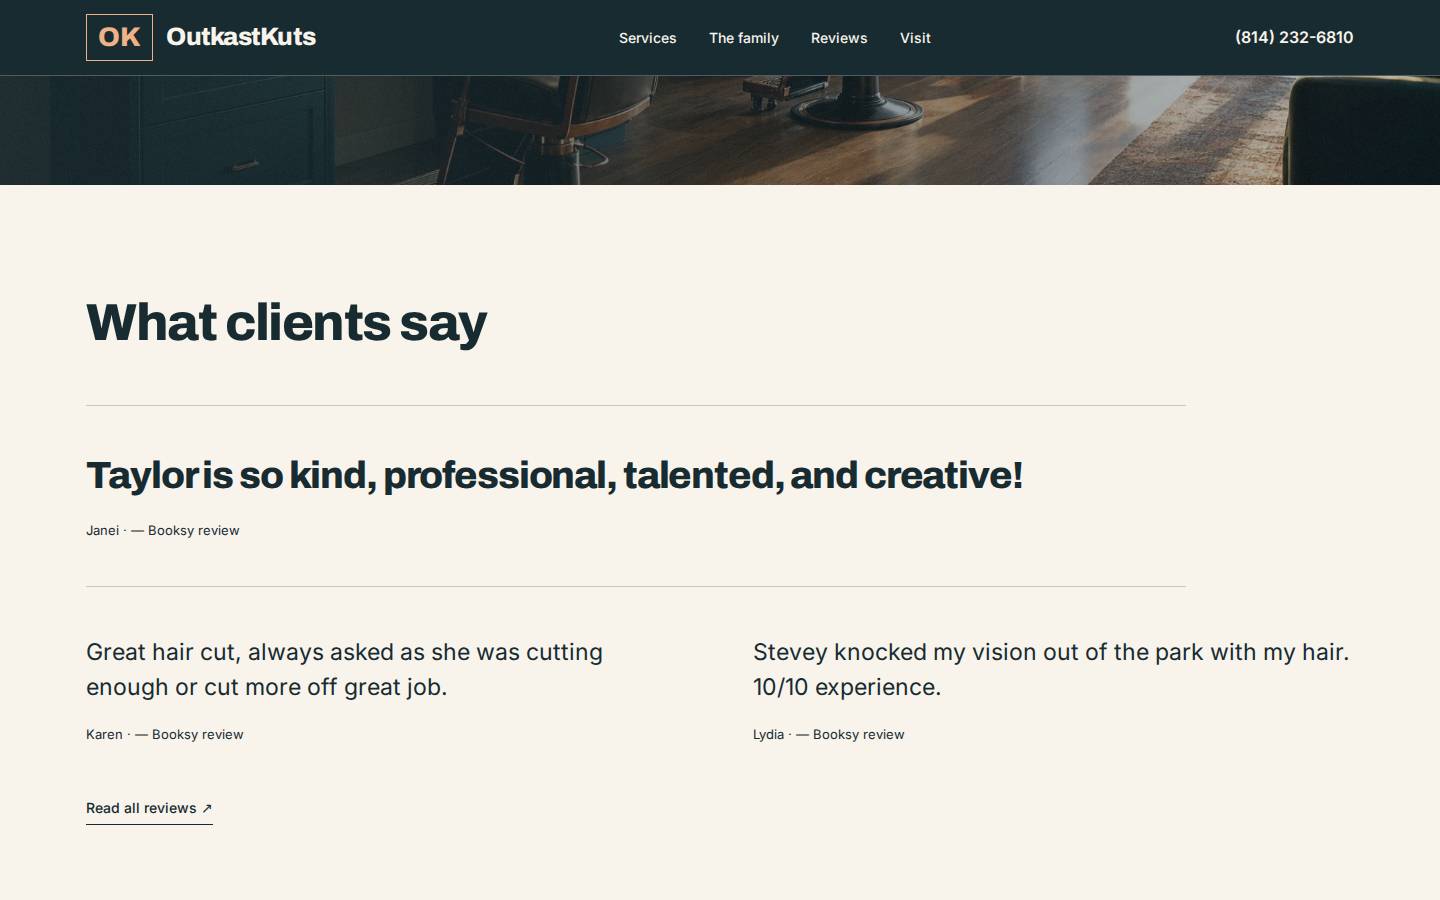 OK OutkastKuts Services The family Reviews Visit (814) 232-6810
What clients say
Taylor is so kind, professional, talented, and creative!
Janei · — Booksy review
Great hair cut, always asked as she was cutting
enough or cut more off great job.
Karen · — Booksy review
Stevey knocked my vision out of the park with my hair.
10/10 experience.
Lydia · — Booksy review
Read all reviews ↗